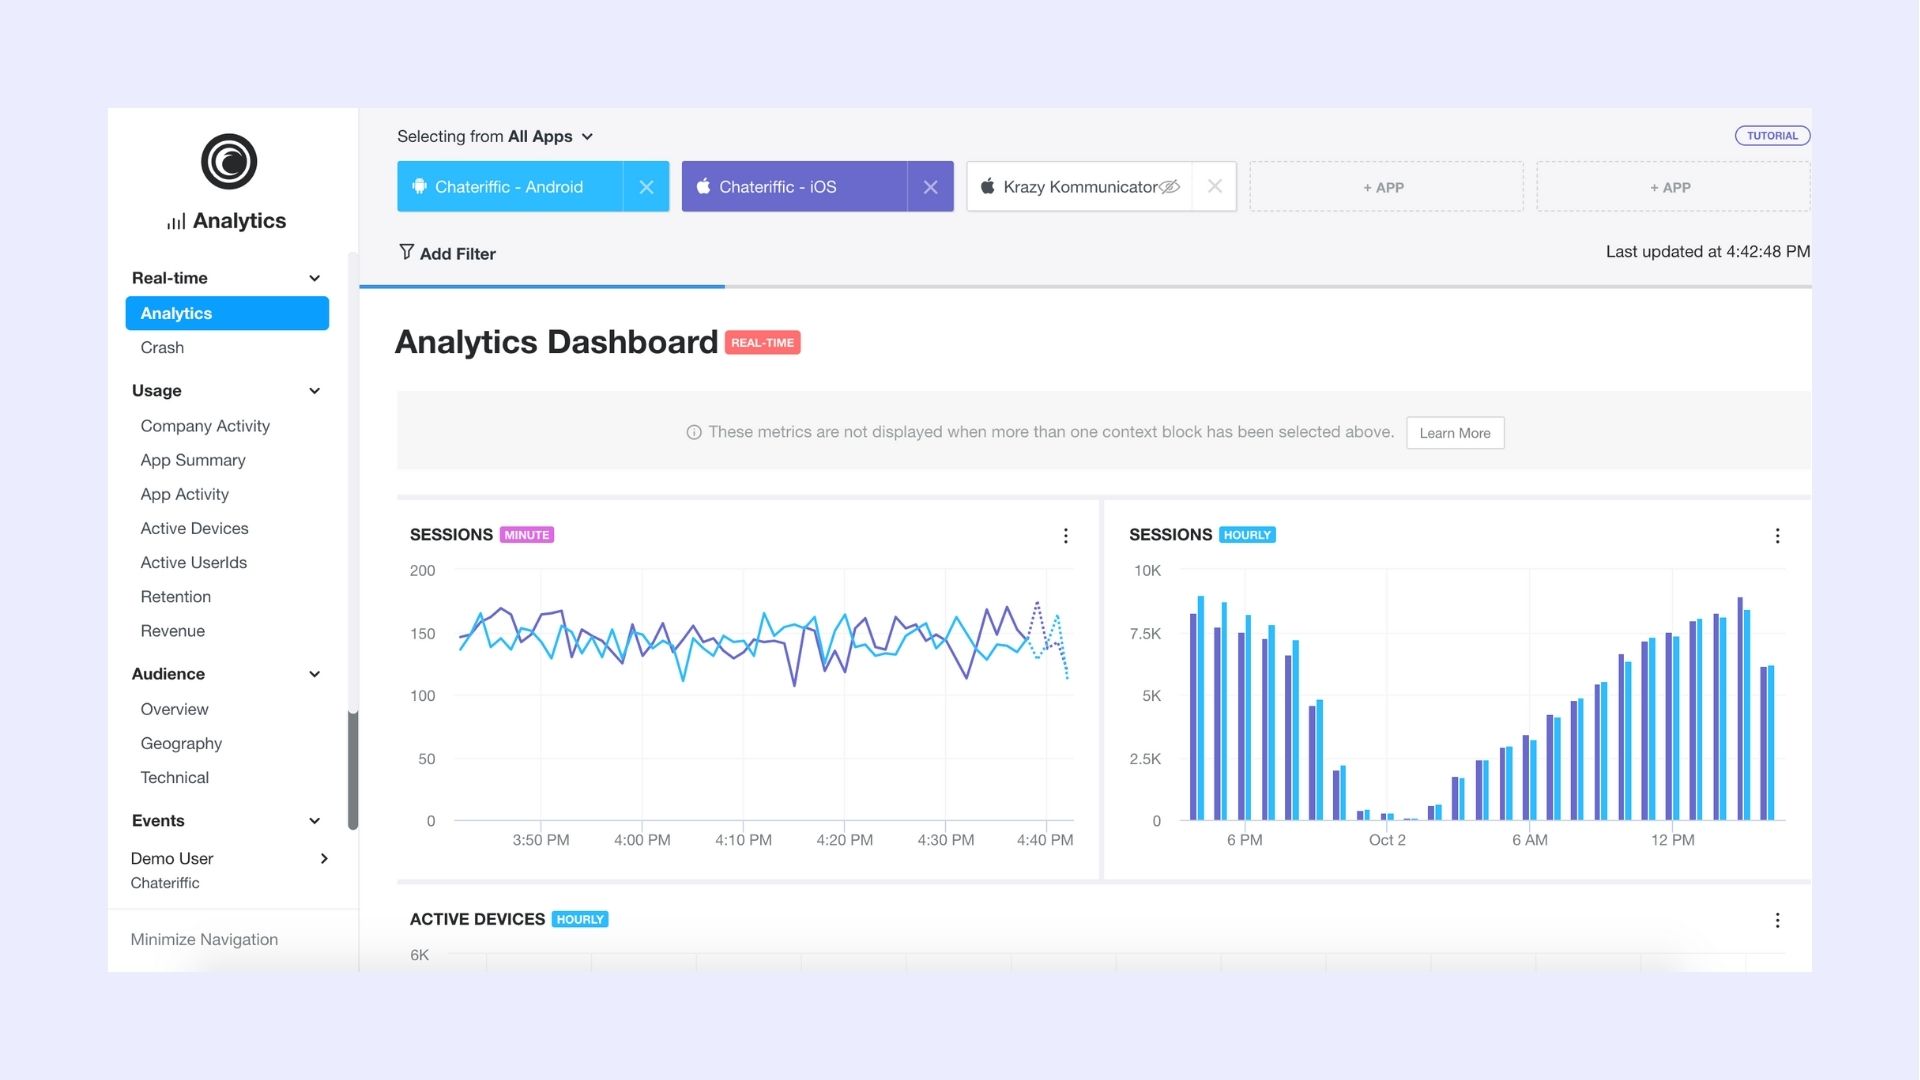 Analytics
Real-time
Analytics
Crash
Usage
Company Activity
App Summary
App Activity
Active Devices
Active UserIds
Retention
Revenue
Audience
Overview
Geography
Technical
Events
Demo User
Chateriffic
Minimize Navigation
Selecting from All Apps
TUTORIAL
Chateriffic - Android
Chateriffic - iOS
Krazy Kommunicator
+ APP
+ APP
Add Filter
Last updated at 4:42:48 PM
Analytics Dashboard REAL-TIME
These metrics are not displayed when more than one context block has been selected above. Learn More
SESSIONS MINUTE
200
150
100
50
0
3:50 PM 4:00 PM 4:10 PM 4:20 PM 4:30 PM 4:40 PM
SESSIONS HOURLY
10K
7.5K
5K
2.5K
0
6 PM Oct 2 6 AM 12 PM
ACTIVE DEVICES HOURLY
6K